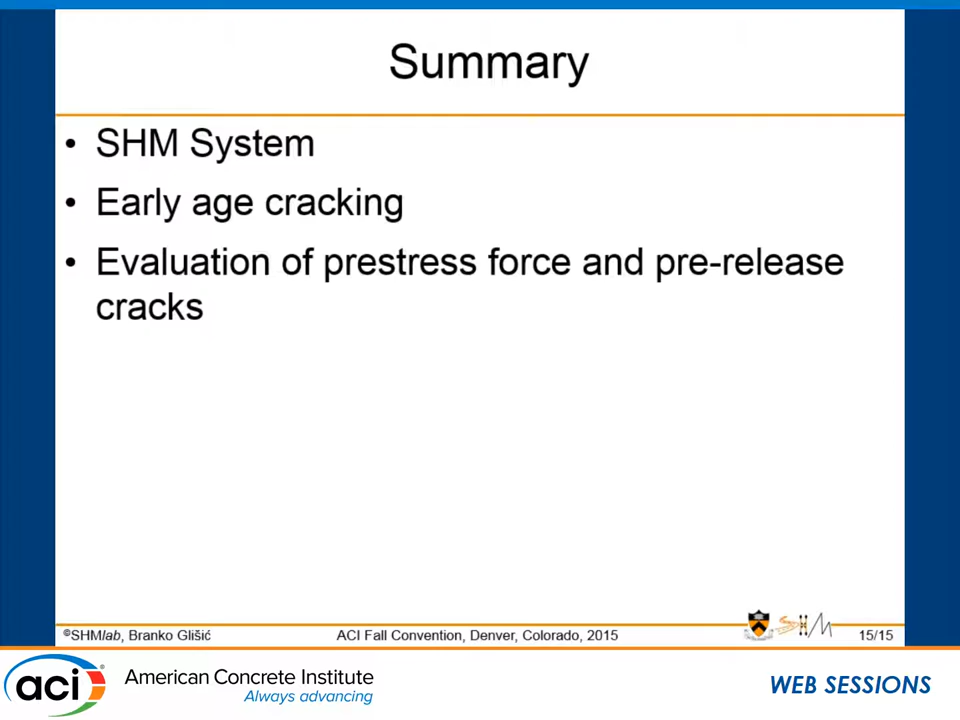 Summary
• SHM System
• Early age cracking
• Evaluation of prestress force and pre-release
cracks
©SHMlab, Branko Glišić
ACI Fall Convention, Denver, Colorado, 2015
SHM
15/15
aci®
American Concrete Institute
Always advancing
WEB SESSIONS